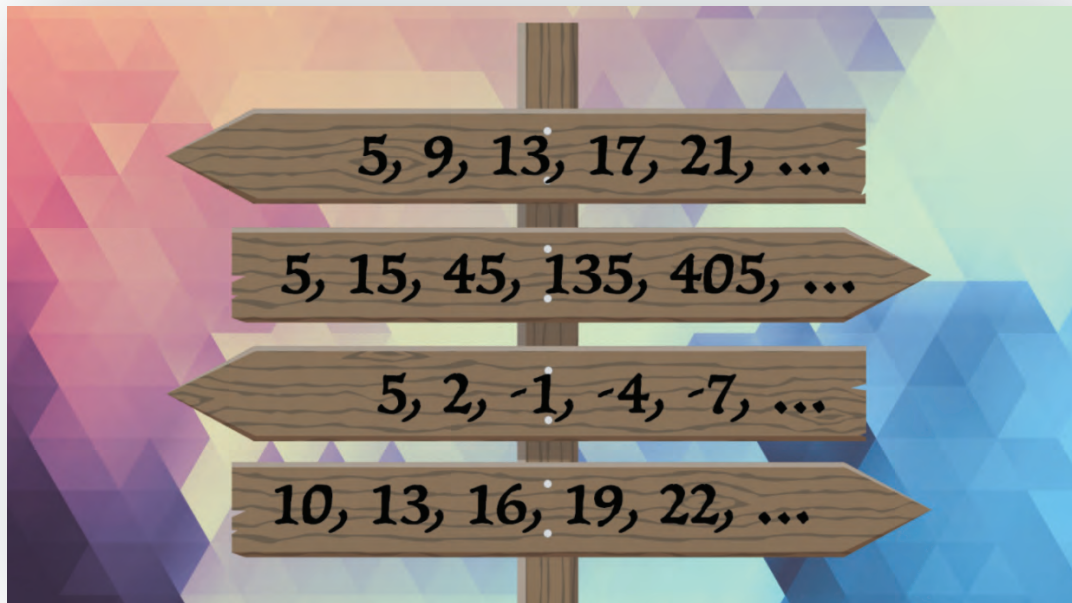 5, 9, 13, 17, 21, ...
5, 15, 45, 135, 405, ...
5, 2, -1, -4, -7, ...
10, 13, 16, 19, 22, ...